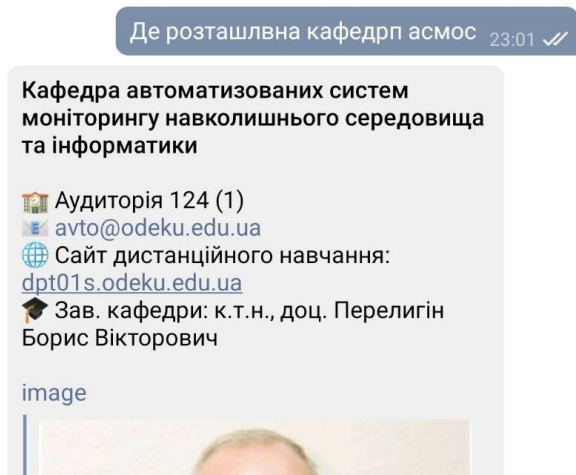 Де розташлвна кафедрп асмос 23:01
Кафедра автоматизованих систем
моніторингу навколишнього середовища
та інформатики
Аудиторія 124 (1)
avto@odeku.edu.ua
Сайт дистанційного навчання:
dpt01s.odeku.edu.ua
Зав. кафедри: к.т.н., доц. Перелигін
Борис Вікторович
image